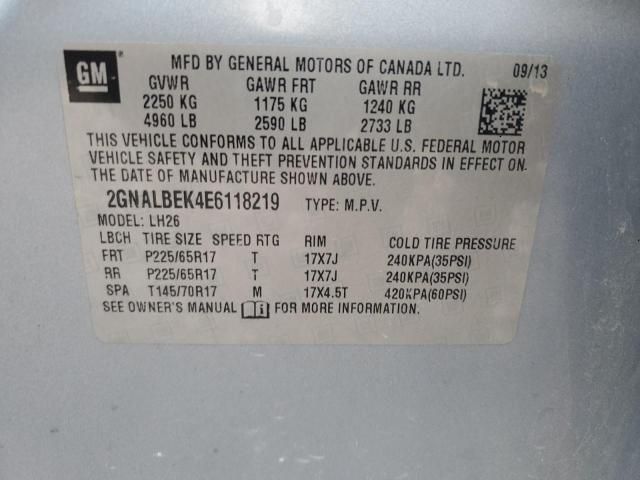 GM
MFD BY GENERAL MOTORS OF CANADA LTD. 09/13
GVWR GAWR FRT GAWR RR
2250 KG 1175 KG 1240 KG
4960 LB 2590 LB 2733 LB
THIS VEHICLE CONFORMS TO ALL APPLICABLE U.S. FEDERAL MOTOR
VEHICLE SAFETY AND THEFT PREVENTION STANDARDS IN EFFECT ON
THE DATE OF MANUFACTURE SHOWN ABOVE.
2GNALBEK4E6118219 TYPE: M.P.V.
MODEL: LH26
LBCH TIRE SIZE SPEED RTG RIM COLD TIRE PRESSURE
FRT P225/65R17 T 17X7J 240KPA(35PSI)
RR P225/65R17 T 17X7J 240KPA(35PSI)
SPA T145/70R17 M 17X4.5T 420KPA(60PSI)
SEE OWNER'S MANUAL FOR MORE INFORMATION.